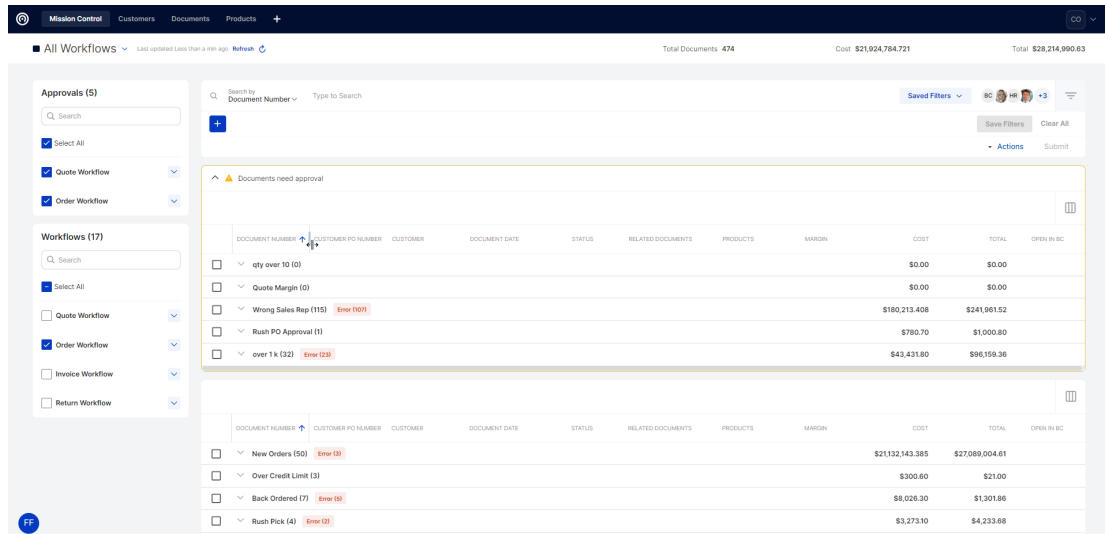 Mission Control Customers Documents Products + CO
All Workflows Last updated Less than a min ago Refresh Total Documents 474 Cost $21,924,784.721 Total $28,214,990.63
Approvals (5)
Search
Select All
Quote Workflow
Order Workflow
Workflows (17)
Search
Select All
Quote Workflow
Order Workflow
Invoice Workflow
Return Workflow
FF
Search by
Document Number Type to Search Saved Filters BC HR +3
+ Save Filters Clear All
Actions Submit
Documents need approval
DOCUMENT NUMBER CUSTOMER PO NUMBER CUSTOMER DOCUMENT DATE STATUS RELATED DOCUMENTS PRODUCTS MARGIN COST TOTAL OPEN IN BC
qty over 10 (0) $0.00 $0.00
Quote Margin (0) $0.00 $0.00
Wrong Sales Rep (115) Error (107) $180,213.408 $241,961.52
Rush PO Approval (1) $780.70 $1,000.80
over 1 k (32) Error (23) $43,431.80 $96,159.36
DOCUMENT NUMBER CUSTOMER PO NUMBER CUSTOMER DOCUMENT DATE STATUS RELATED DOCUMENTS PRODUCTS MARGIN COST TOTAL OPEN IN BC
New Orders (50) Error (3) $21,132,143.385 $27,089,004.61
Over Credit Limit (3) $300.60 $21.00
Back Ordered (7) Error (5) $8,026.30 $1,301.86
Rush Pick (4) Error (2) $3,273.10 $4,233.68